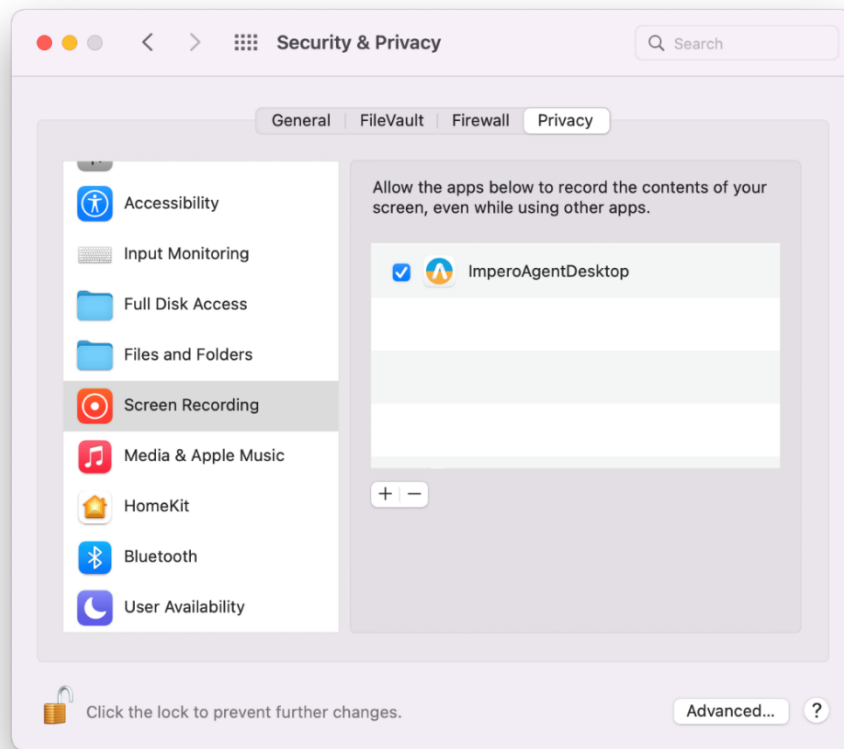 Security & Privacy
Search
General
FileVault
Firewall
Privacy
Accessibility
Input Monitoring
Full Disk Access
Files and Folders
Screen Recording
Media & Apple Music
HomeKit
Bluetooth
User Availability
Allow the apps below to record the contents of your
screen, even while using other apps.
ImperoAgentDesktop
+ −
Click the lock to prevent further changes.
Advanced...
?